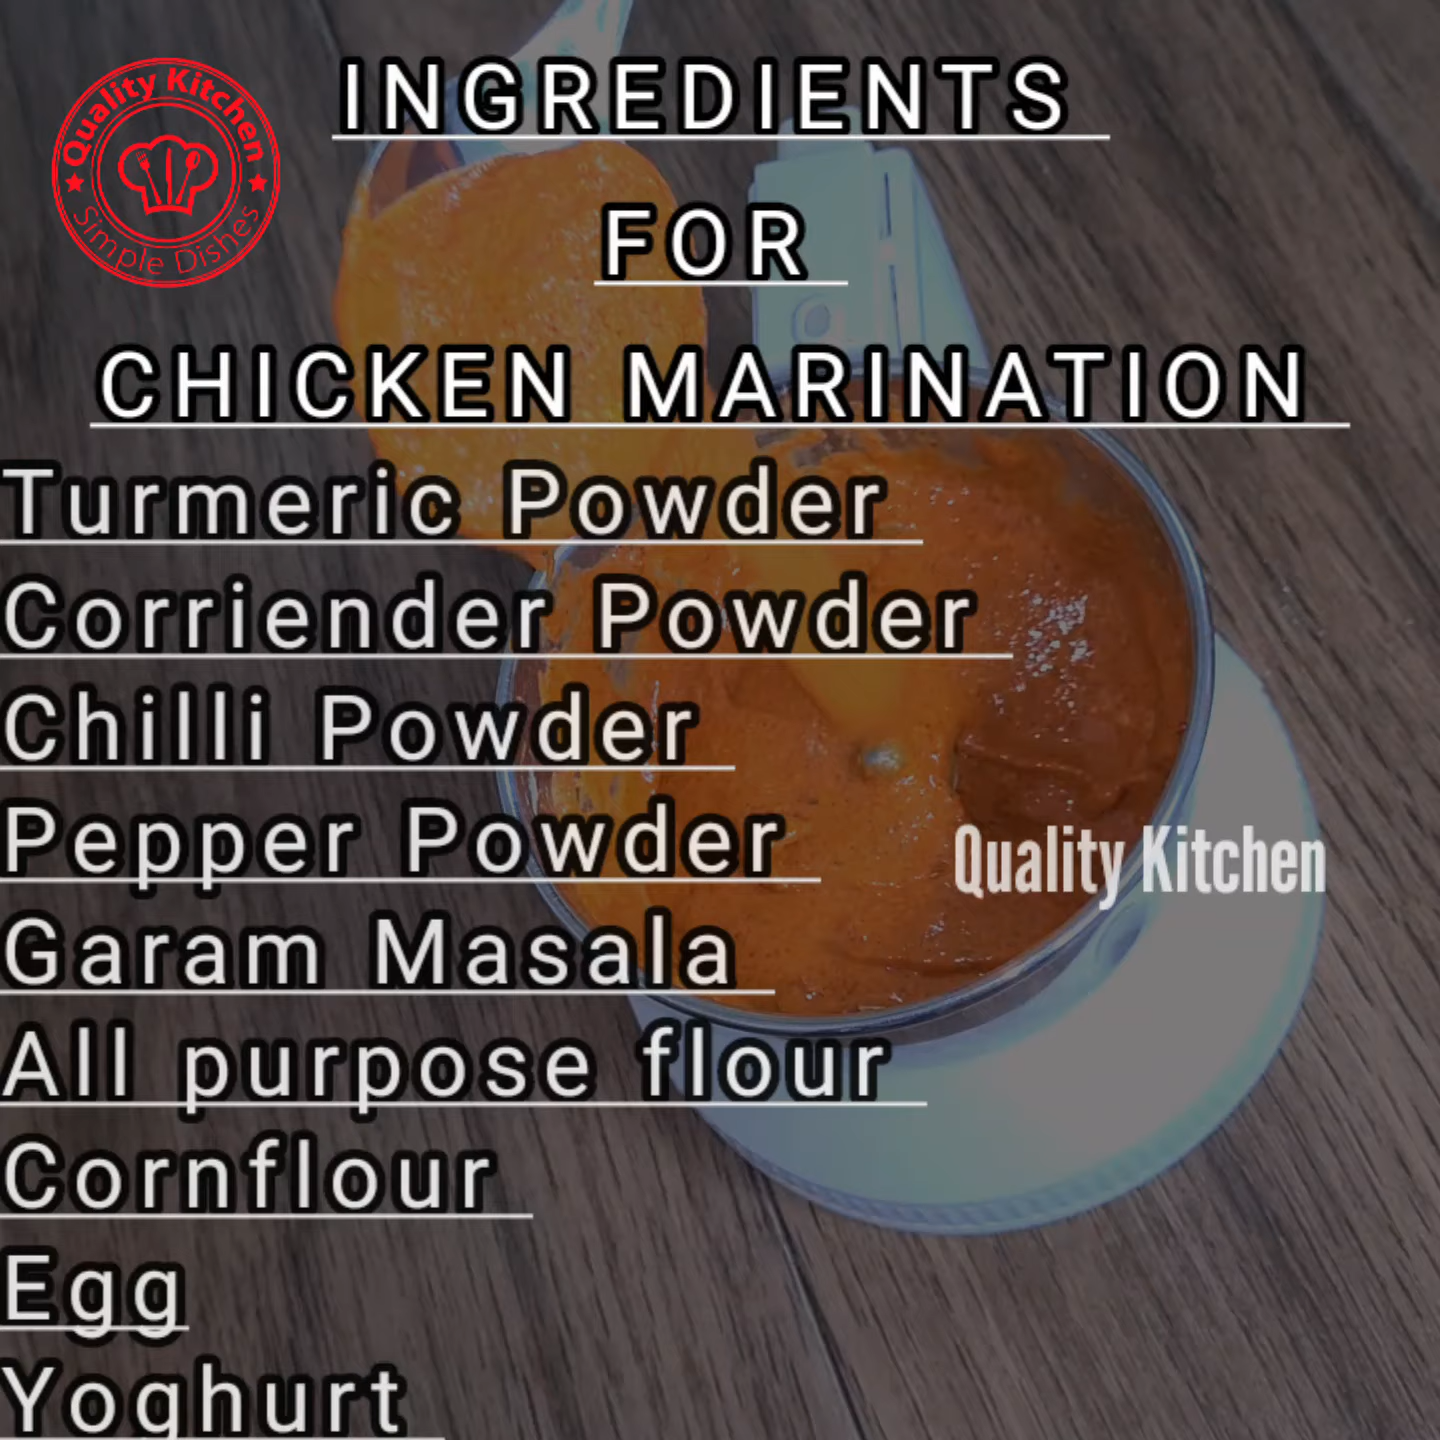 Quality Kitchen
Simple Dishes
INGREDIENTS
FOR
CHICKEN MARINATION
Turmeric Powder
Corriender Powder
Chilli Powder
Pepper Powder
Garam Masala
All purpose flour
Cornflour
Egg
Yoghurt
Quality Kitchen